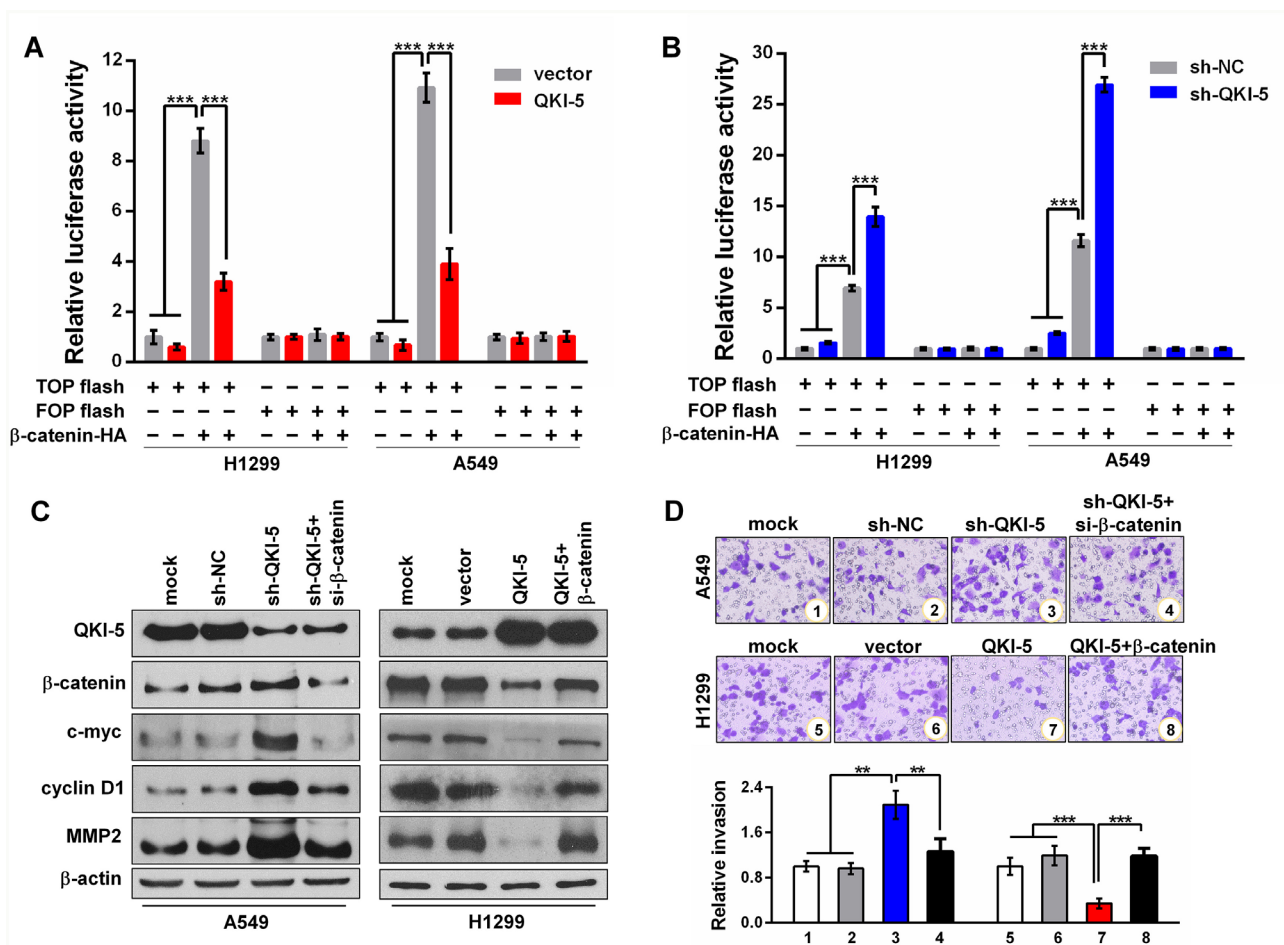 A
Relative luciferase activity
12
10
8
6
4
2
0
*** ***
*** ***
vector
QKI-5
TOP flash + + + + − − − − + + + + − − − −
FOP flash − − − − + + + + − − − − + + + +
β-catenin-HA − − + + − − + + − − + + − − + +
H1299 A549
B
Relative luciferase activity
30
25
20
15
10
5
0
***
***
***
***
sh-NC
sh-QKI-5
TOP flash + + + + − − − − + + + + − − − −
FOP flash − − − − + + + + − − − − + + + +
β-catenin-HA − − + + − − + + − − + + − − + +
H1299 A549
C
mock
sh-NC
sh-QKI-5
sh-QKI-5+
si-β-catenin
mock
vector
QKI-5
QKI-5+
β-catenin
QKI-5
β-catenin
c-myc
cyclin D1
MMP2
β-actin
A549 H1299
D
mock sh-NC sh-QKI-5 sh-QKI-5+
si-β-catenin
A549
1 2 3 4
mock vector QKI-5 QKI-5+β-catenin
H1299
5 6 7 8
Relative invasion
2.4
1.6
0.8
0
** **
*** ***
1 2 3 4 5 6 7 8